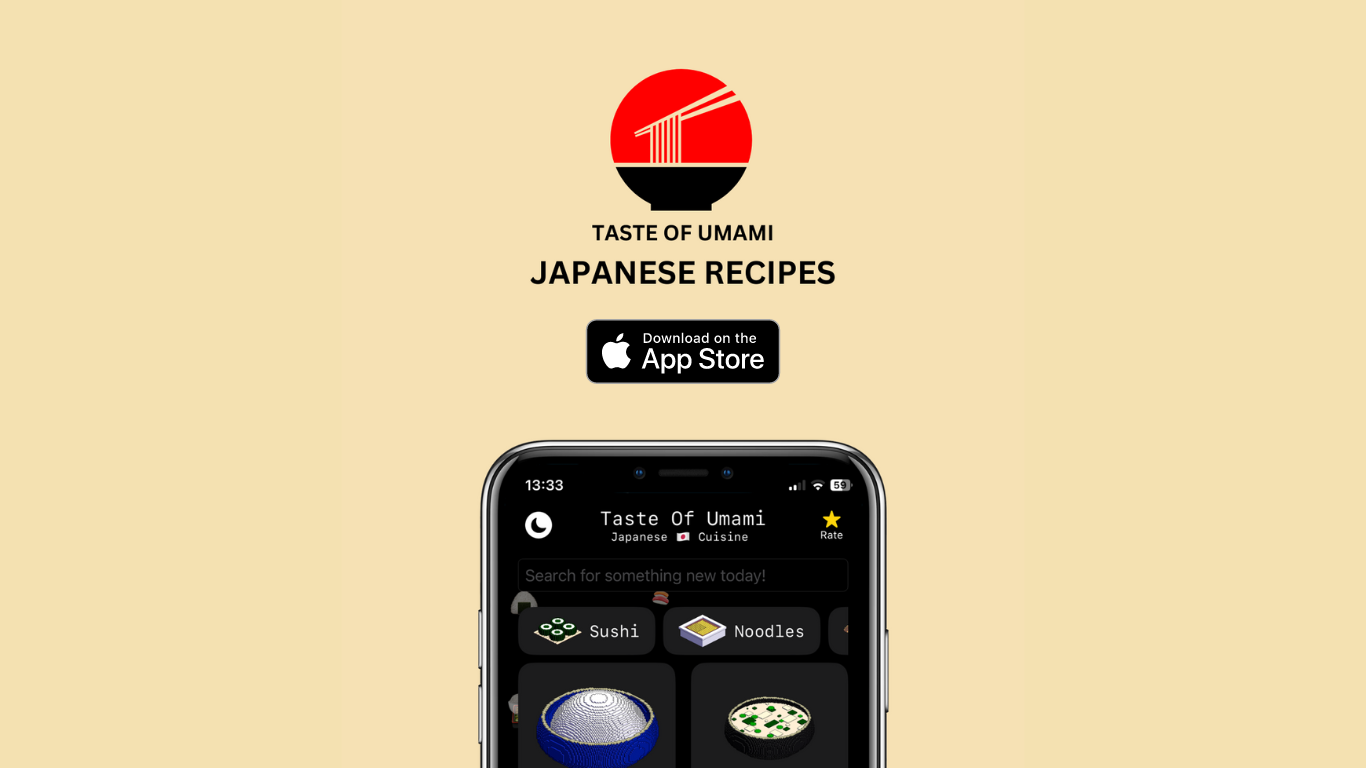 TASTE OF UMAMI
JAPANESE RECIPES
Download on the
App Store
13:33
59
Taste Of Umami
Japanese 🇯🇵 Cuisine
Rate
Search for something new today!
Sushi
Noodles